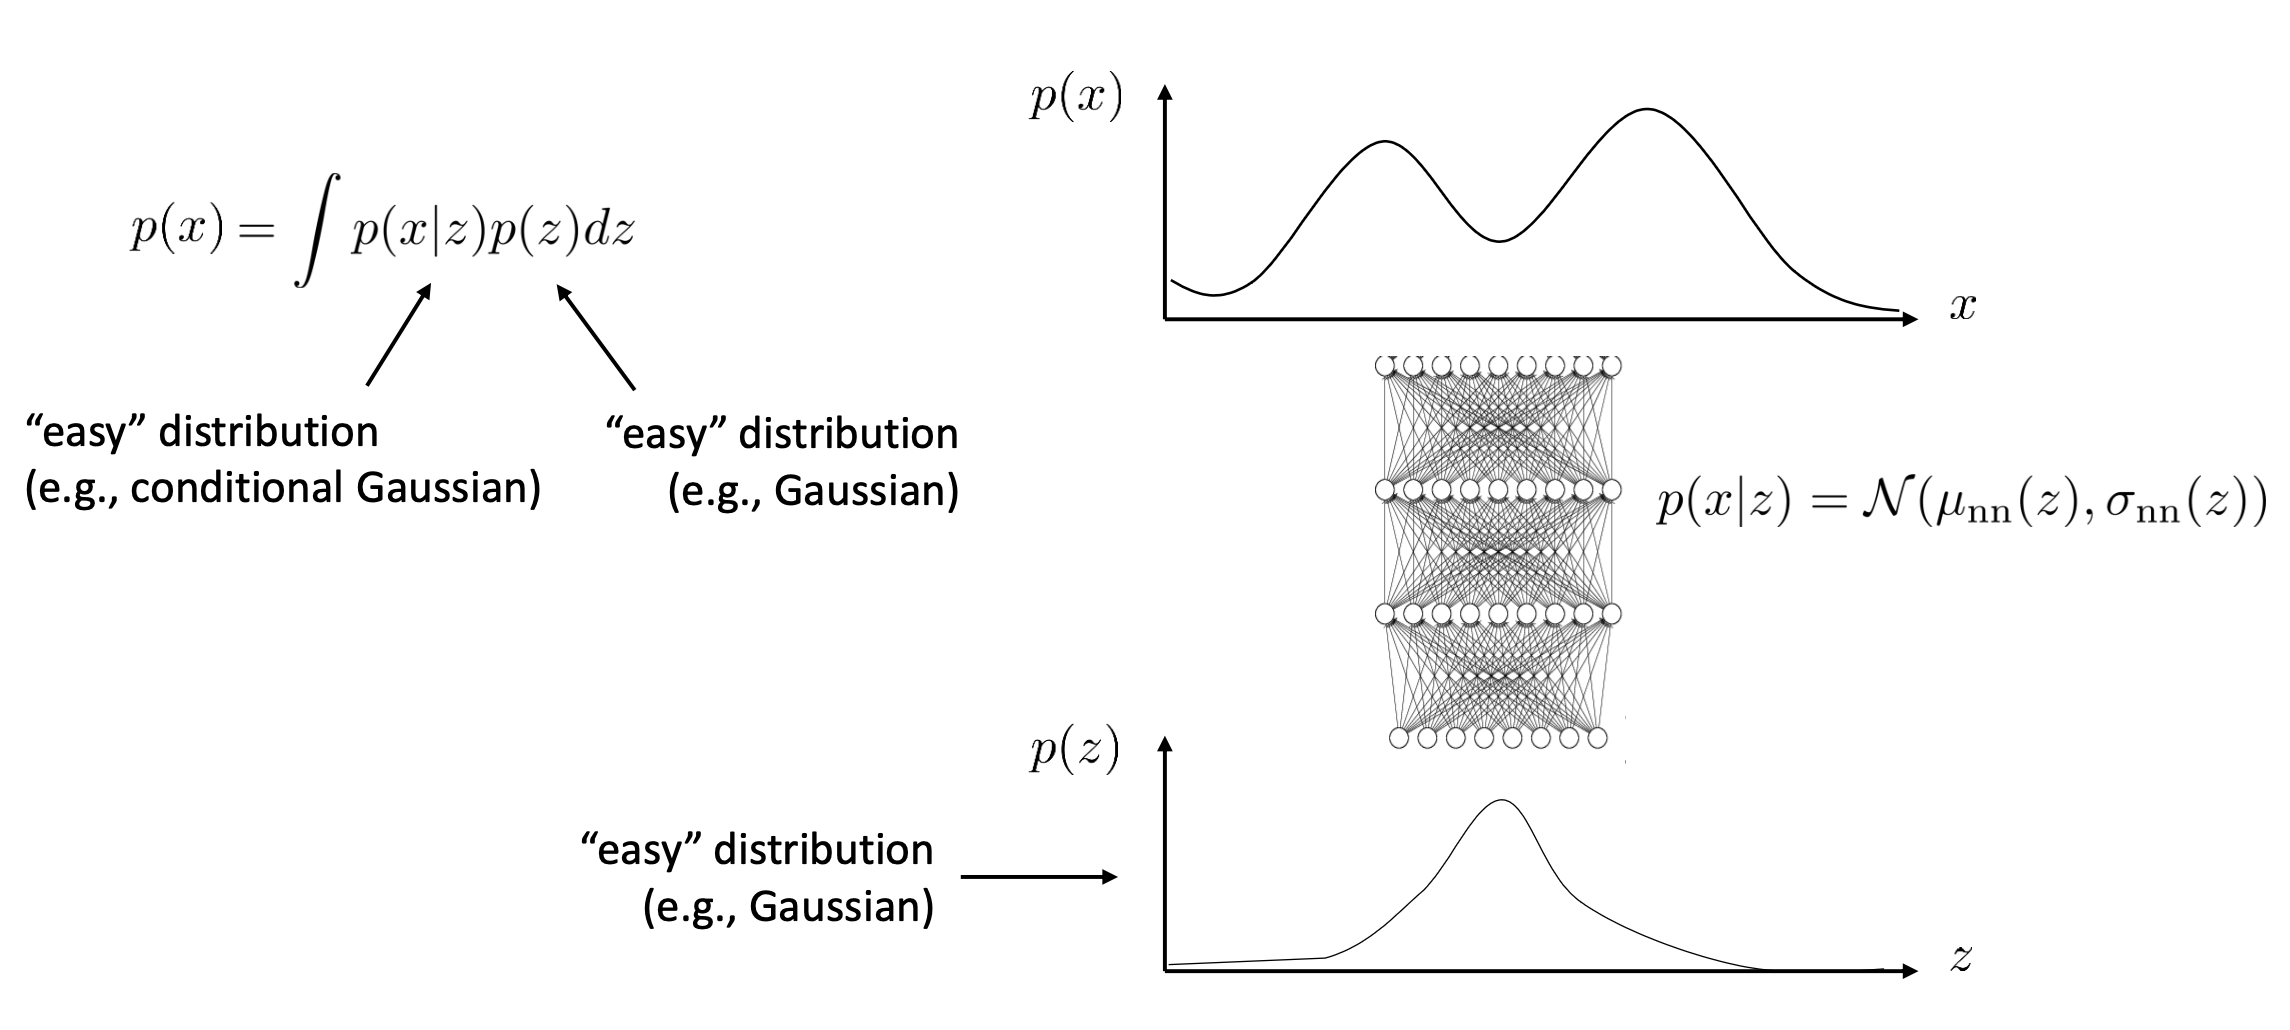 p(x) = ∫ p(x|z)p(z)dz
“easy” distribution
(e.g., conditional Gaussian)
“easy” distribution
(e.g., Gaussian)
p(x)
x
p(x|z) = 𝒩(μ_nn(z), σ_nn(z))
“easy” distribution
(e.g., Gaussian)
p(z)
z